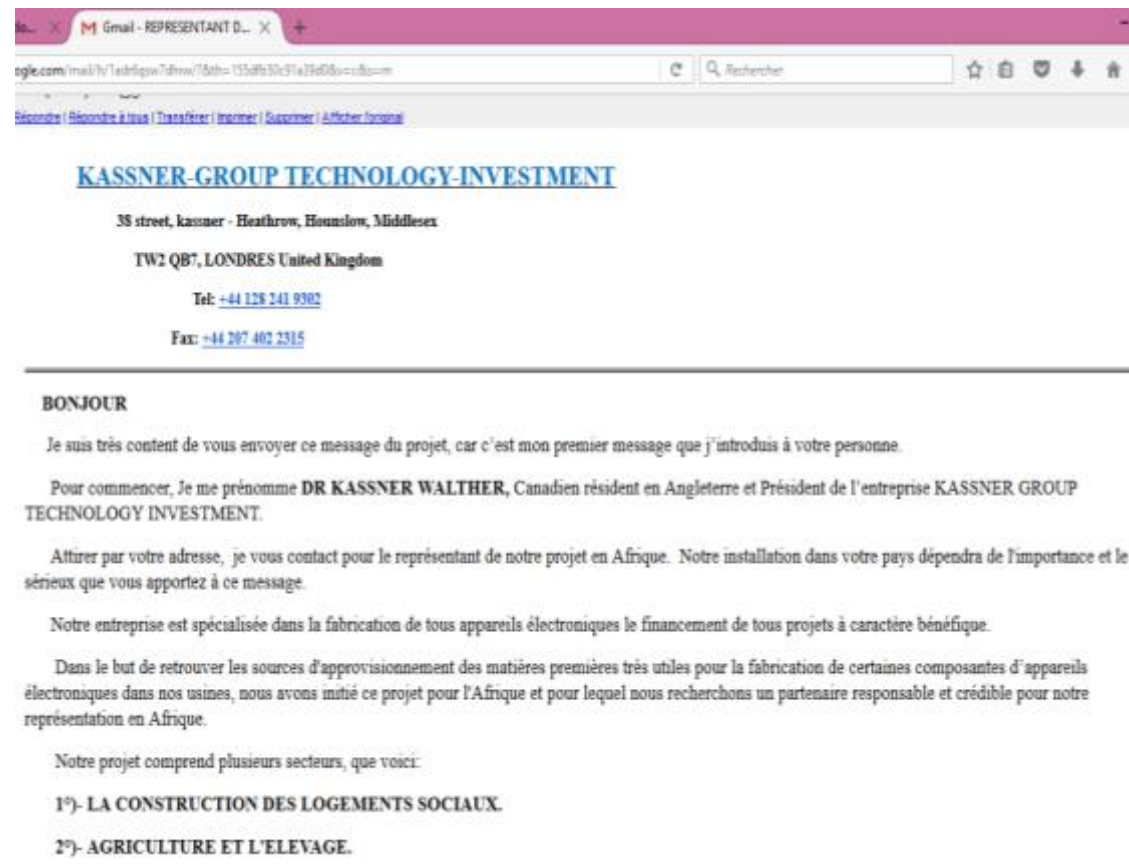 Gmail - REPRESENTANT D...
Rechercher
Répondre | Répondre à tous | Transférer | Imprimer | Supprimer | Afficher l'original
KASSNER-GROUP TECHNOLOGY-INVESTMENT
38 street, kassner - Heathrow, Hounslow, Middlesex
TW2 QB7, LONDRES United Kingdom
Tel: +44 128 241 9302
Fax: +44 207 402 2315
BONJOUR
Je suis très content de vous envoyer ce message du projet, car c'est mon premier message que j'introduis à votre personne.
Pour commencer, Je me prénomme DR KASSNER WALTHER, Canadien résident en Angleterre et Président de l'entreprise KASSNER GROUP
TECHNOLOGY INVESTMENT.
Attirer par votre adresse, je vous contact pour le représentant de notre projet en Afrique. Notre installation dans votre pays dépendra de l'importance et le
sérieux que vous apportez à ce message.
Notre entreprise est spécialisée dans la fabrication de tous appareils électroniques le financement de tous projets à caractère bénéfique.
Dans le but de retrouver les sources d'approvisionnement des matières premières très utiles pour la fabrication de certaines composantes d'appareils
électroniques dans nos usines, nous avons initié ce projet pour l'Afrique et pour lequel nous recherchons un partenaire responsable et crédible pour notre
représentation en Afrique.
Notre projet comprend plusieurs secteurs, que voici:
1°)- LA CONSTRUCTION DES LOGEMENTS SOCIAUX.
2°)- AGRICULTURE ET L'ELEVAGE.